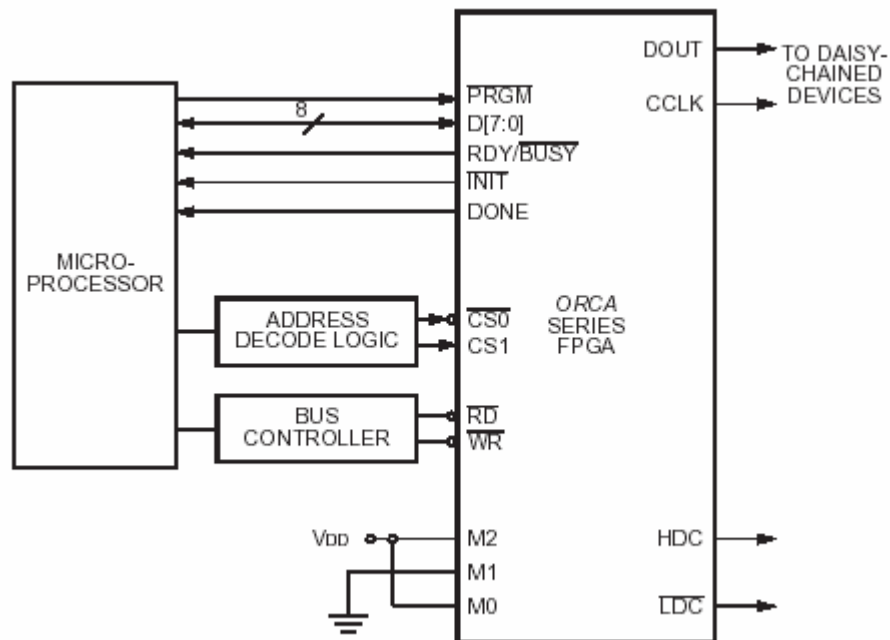 DOUT
TO DAISY-
CHAINED
DEVICES
CCLK
PRGM
8
D[7:0]
RDY/BUSY
INIT
DONE
MICRO-
PROCESSOR
ADDRESS
DECODE LOGIC
CS0
CS1
ORCA
SERIES
FPGA
BUS
CONTROLLER
RD
WR
VDD
M2
M1
M0
HDC
LDC